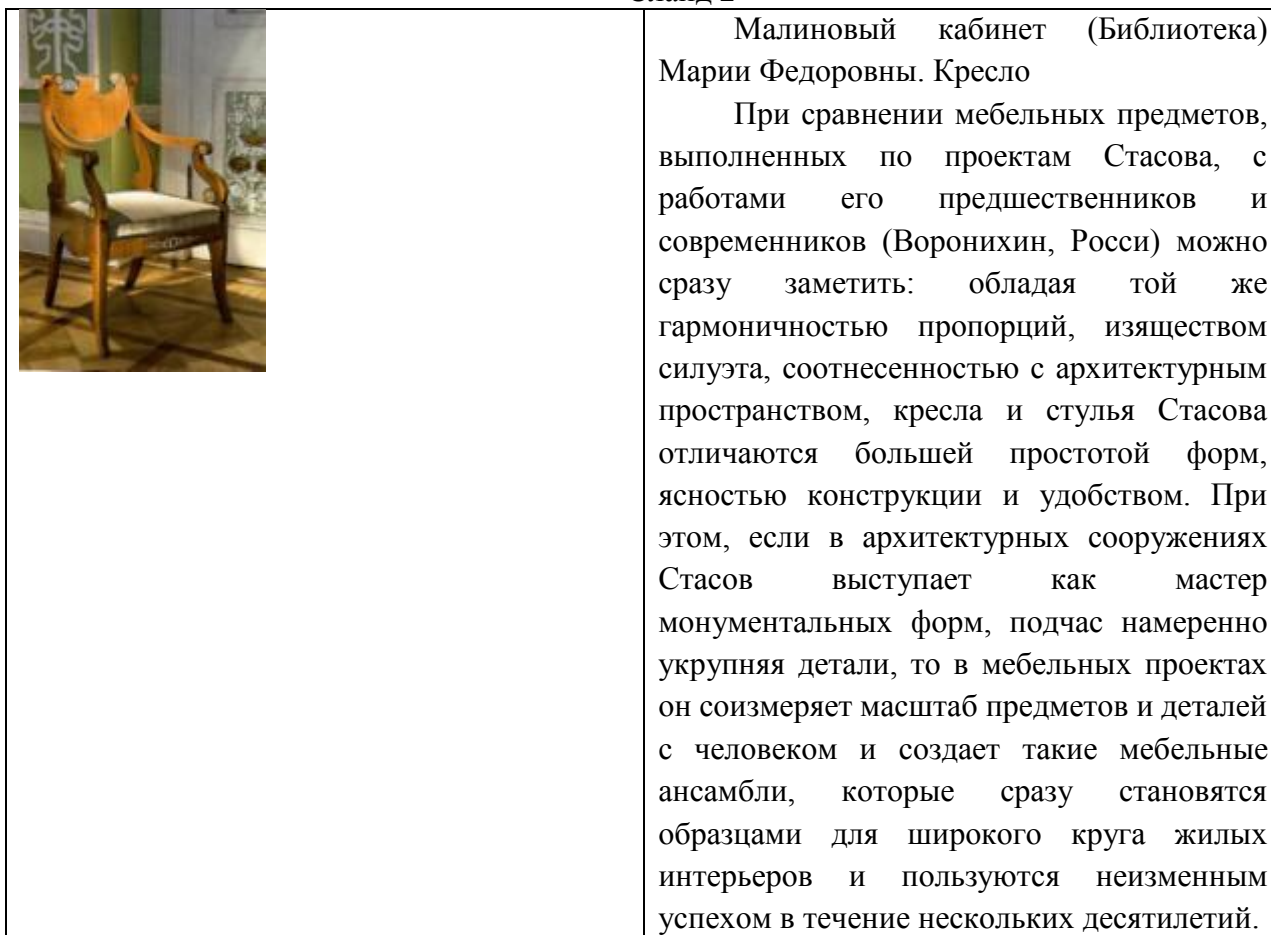 Малиновый кабинет (Библиотека)
Марии Федоровны. Кресло
При сравнении мебельных предметов,
выполненных по проектам Стасова, с
работами его предшественников и
современников (Воронихин, Росси) можно
сразу заметить: обладая той же
гармоничностью пропорций, изяществом
силуэта, соотнесенностью с архитектурным
пространством, кресла и стулья Стасова
отличаются большей простотой форм,
ясностью конструкции и удобством. При
этом, если в архитектурных сооружениях
Стасов выступает как мастер
монументальных форм, подчас намеренно
укрупняя детали, то в мебельных проектах
он соизмеряет масштаб предметов и деталей
с человеком и создает такие мебельные
ансамбли, которые сразу становятся
образцами для широкого круга жилых
интерьеров и пользуются неизменным
успехом в течение нескольких десятилетий.